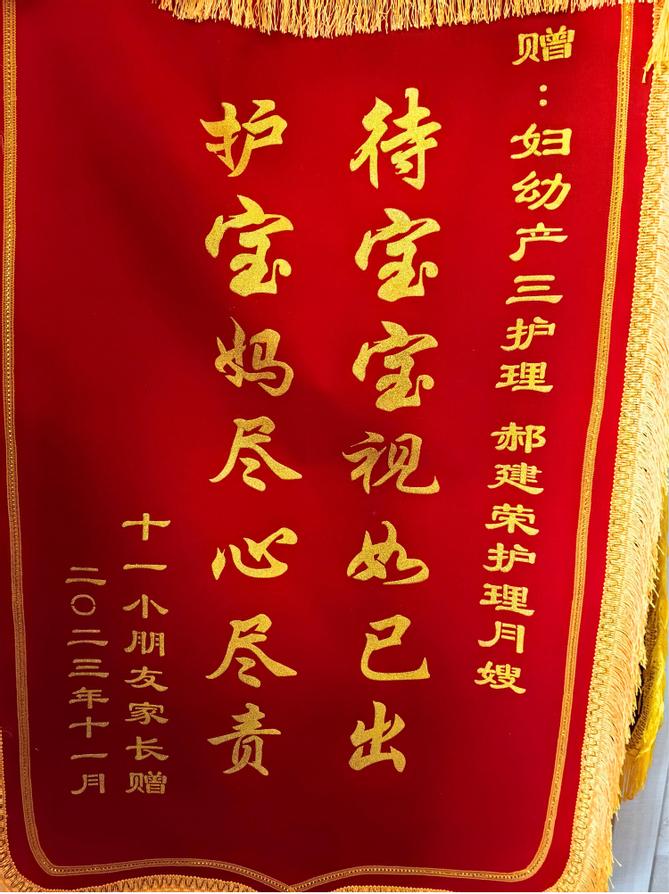 赠：妇幼产三护理 郝建荣护理月嫂
待宝宝视如已出
护宝妈尽心尽责
十一小朋友家长赠
二〇二三年十一月